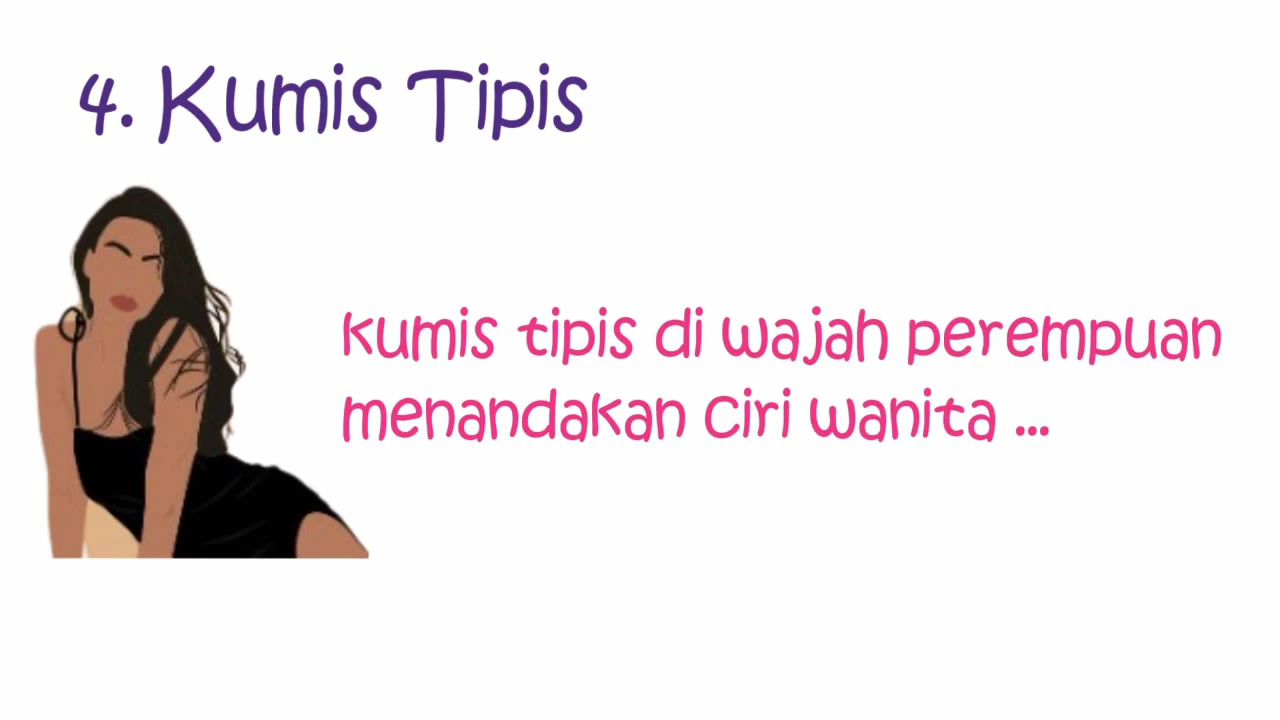 4. Kumis Tipis
kumis tipis di wajah perempuan
menandakan ciri wanita ...